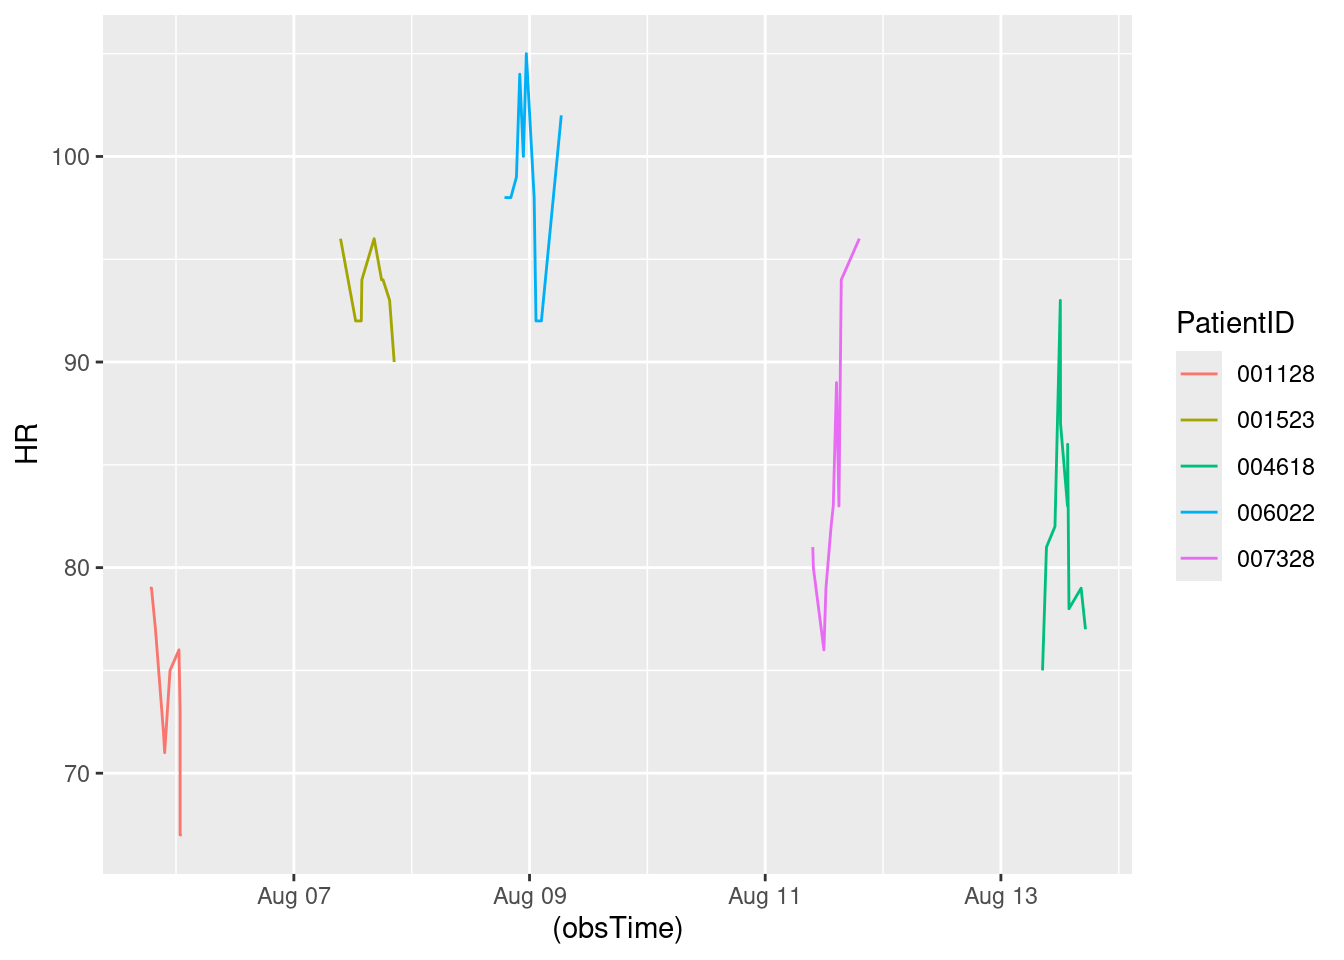 HR
100
90
80
70
Aug 07
Aug 09
Aug 11
Aug 13
(obsTime)
PatientID
001128
001523
004618
006022
007328